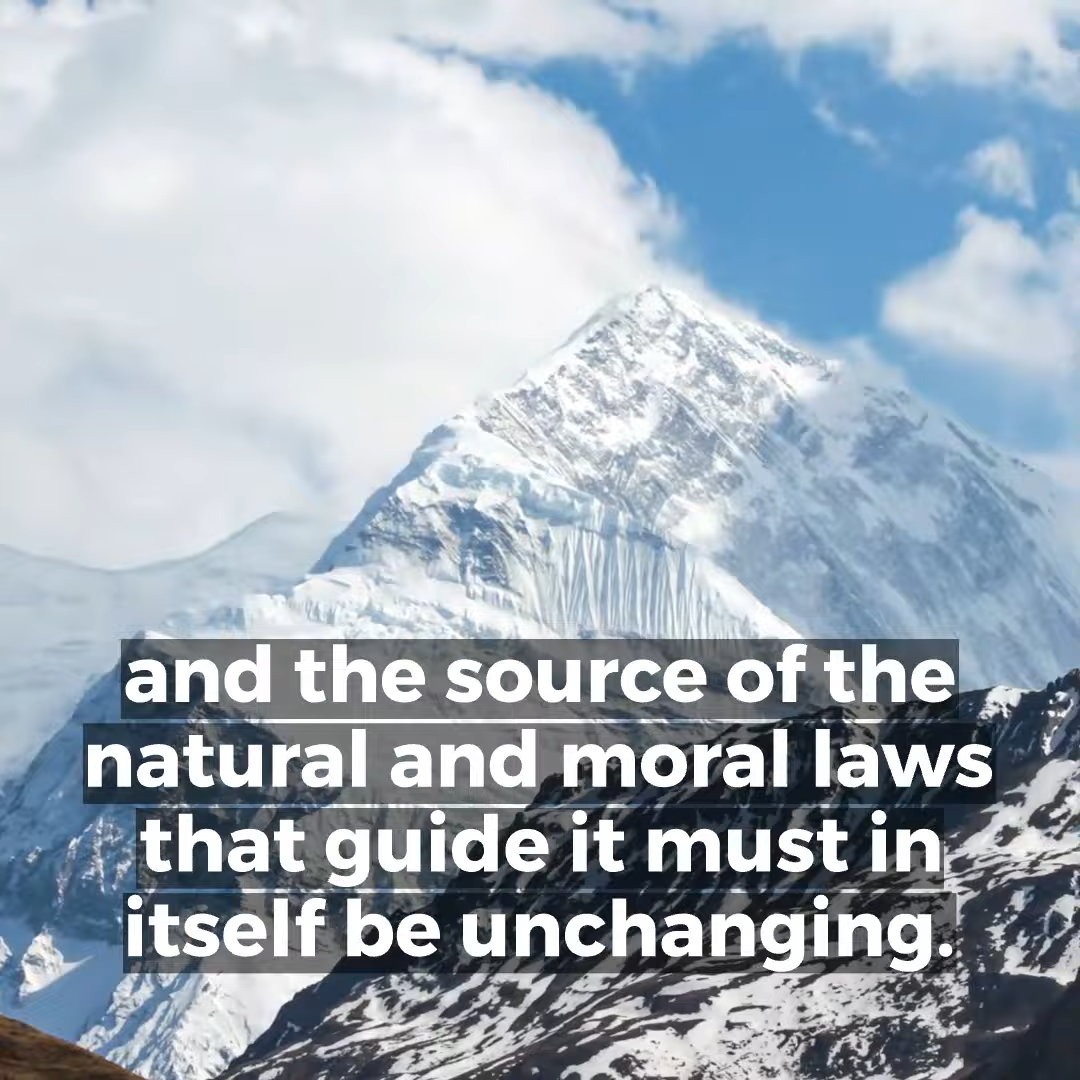 and the source of the
natural and moral laws
that guide it must in
itself be unchanging.